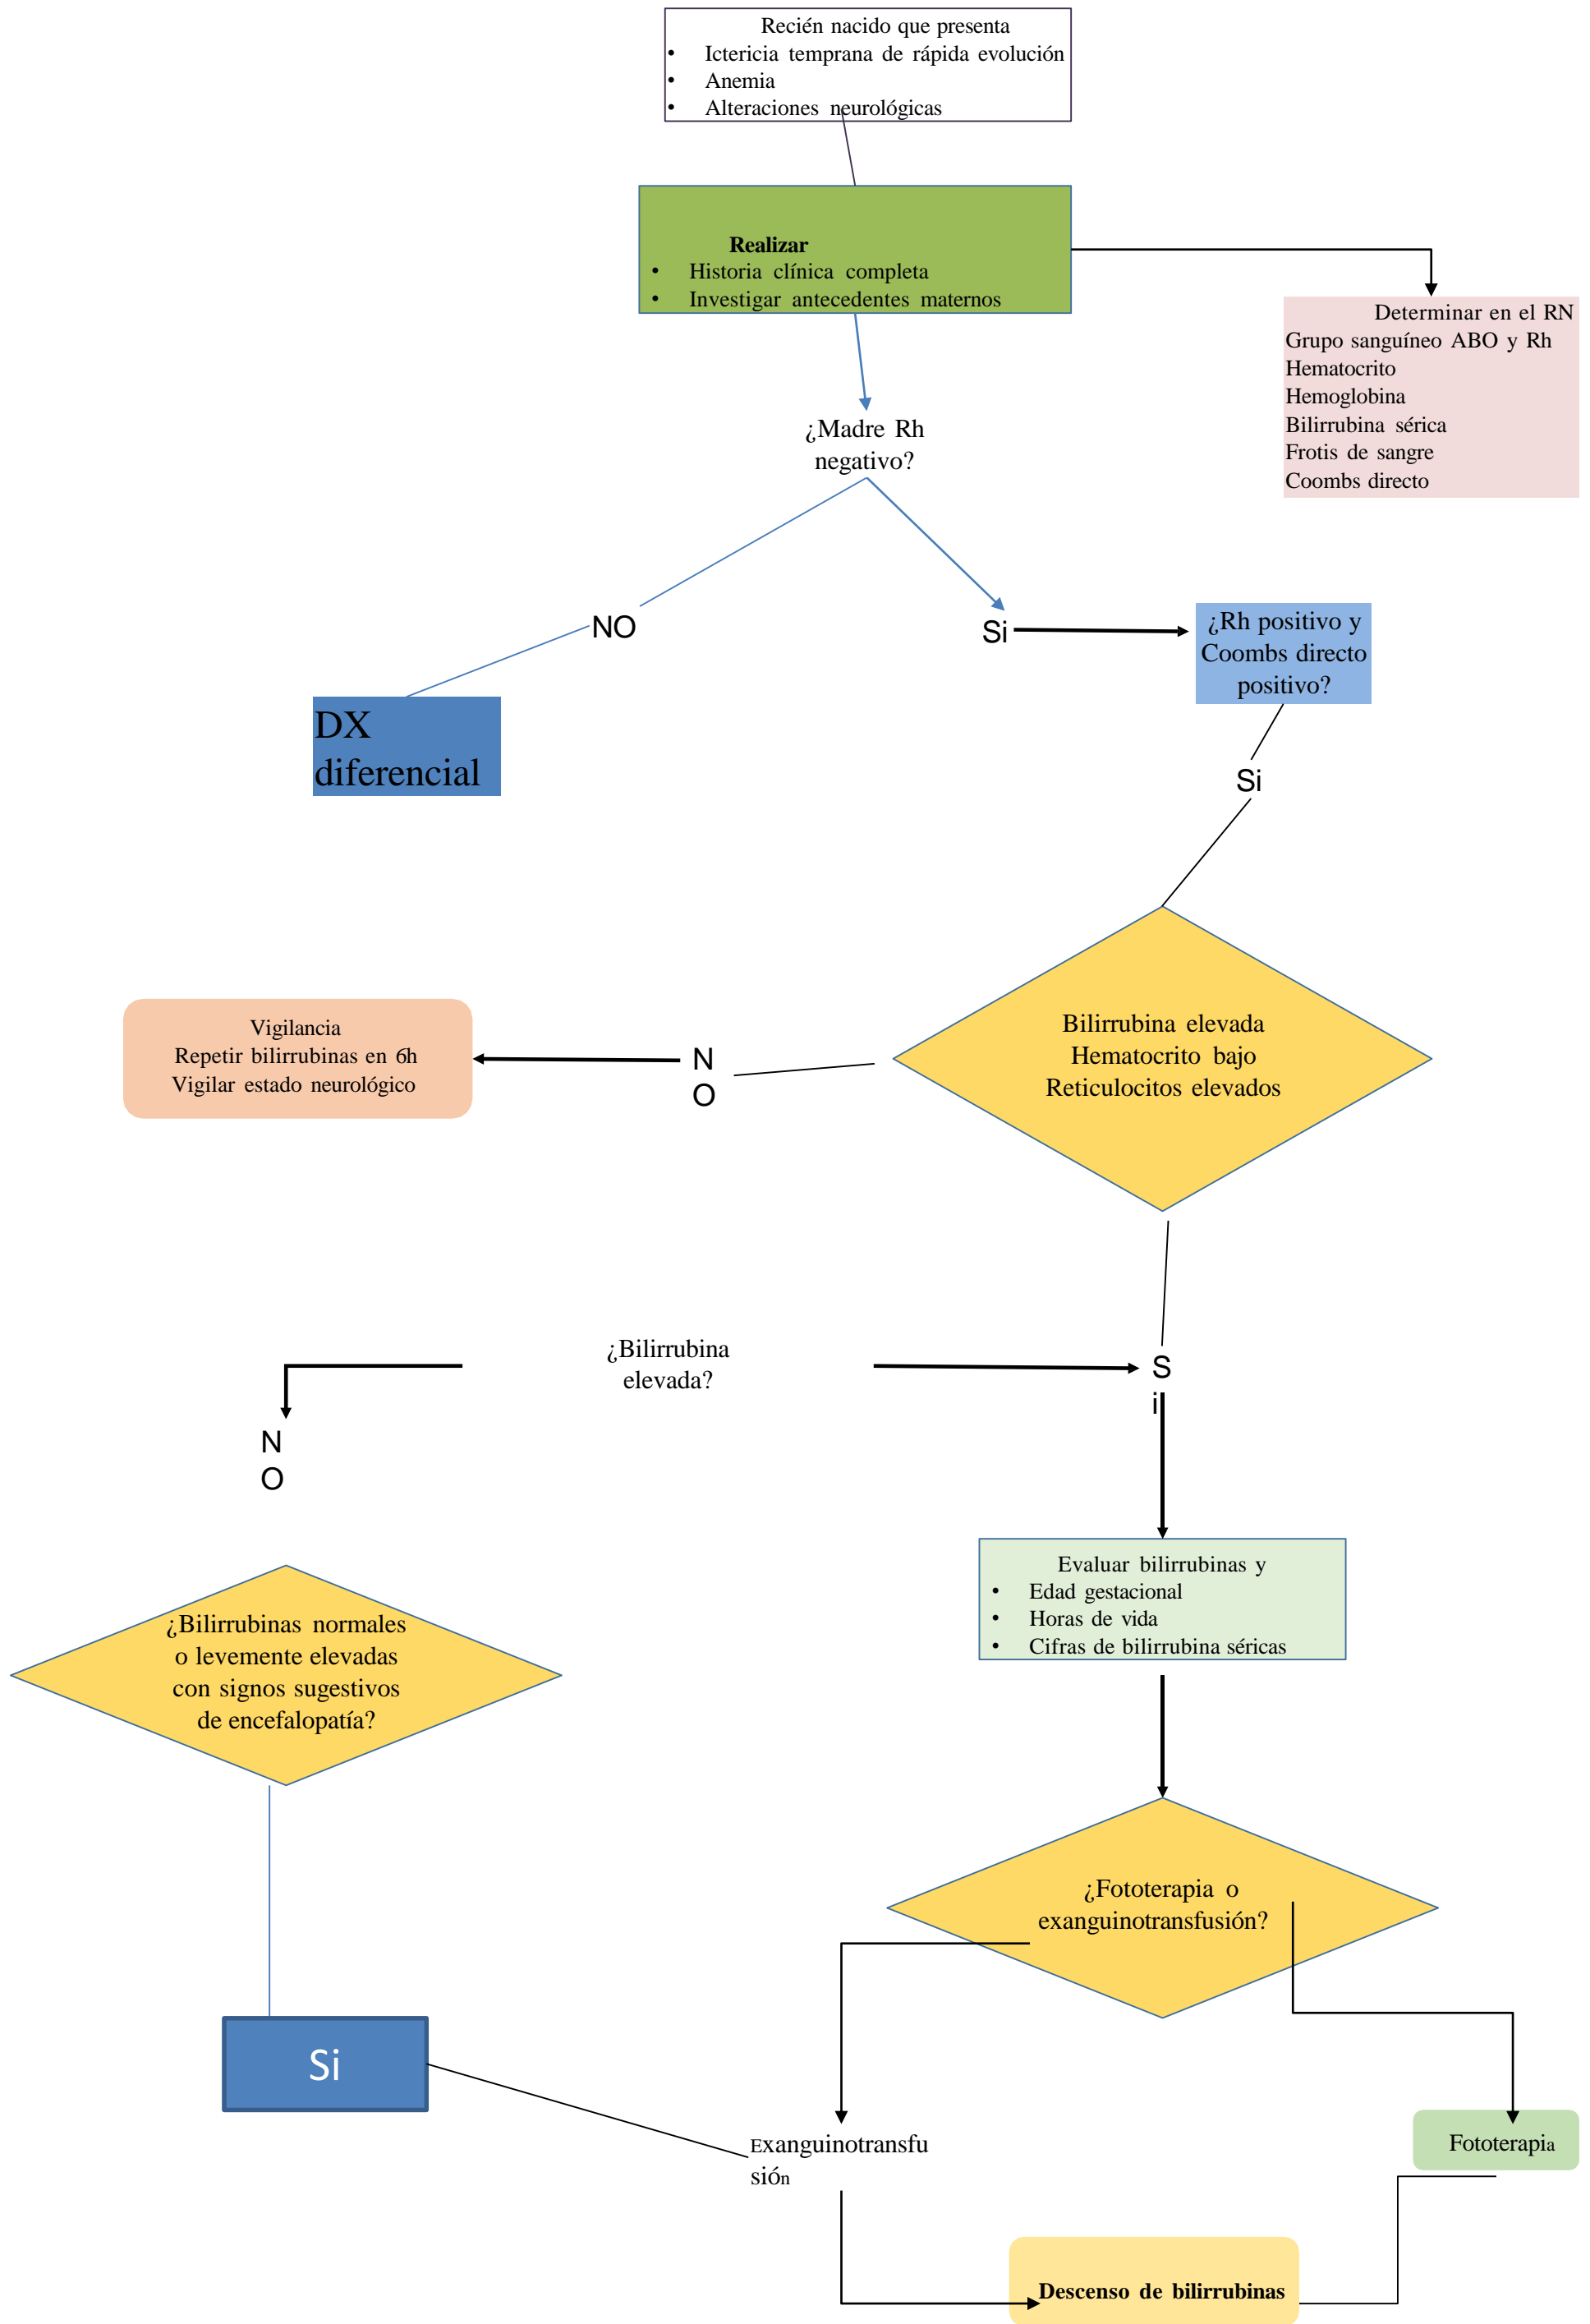 Recién nacido que presenta
• Ictericia temprana de rápida evolución
• Anemia
• Alteraciones neurológicas
Realizar
• Historia clínica completa
• Investigar antecedentes maternos
Determinar en el RN
Grupo sanguíneo ABO y Rh
Hematocrito
Hemoglobina
Bilirrubina sérica
Frotis de sangre
Coombs directo
¿Madre Rh
negativo?
NO
Si
¿Rh positivo y
Coombs directo
positivo?
DX
diferencial
Si
Bilirrubina elevada
Hematocrito bajo
Reticulocitos elevados
N
O
Vigilancia
Repetir bilirrubinas en 6h
Vigilar estado neurológico
¿Bilirrubina
elevada?
S
i
N
O
Evaluar bilirrubinas y
• Edad gestacional
• Horas de vida
• Cifras de bilirrubina séricas
¿Bilirrubinas normales
o levemente elevadas
con signos sugestivos
de encefalopatía?
¿Fototerapia o
exanguinotransfusión?
Si
Exanguinotransfu
sión
Fototerapia
Descenso de bilirrubinas